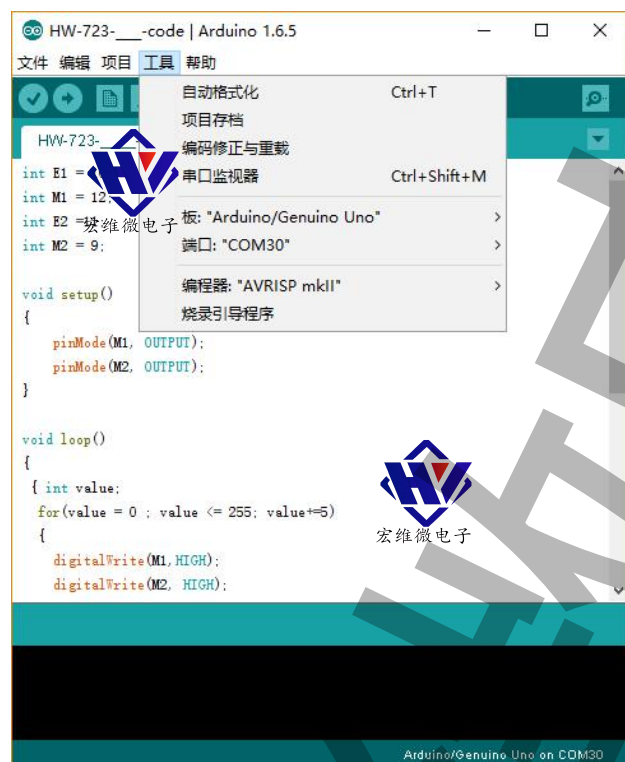 HW-723-___-code | Arduino 1.6.5
文件 编辑 项目 工具 帮助
自动格式化 Ctrl+T
项目存档
编码修正与重载
串口监视器 Ctrl+Shift+M
板: "Arduino/Genuino Uno"
端口: "COM30"
编程器: "AVRISP mkII"
烧录引导程序
HW-723-
int E1 =
int M1 = 12;
int E2 =
int M2 = 9;
宏维微电子
void setup()
{
pinMode(M1, OUTPUT);
pinMode(M2, OUTPUT);
}
void loop()
{
{ int value;
for(value = 0 ; value <= 255; value+=5)
{
digitalWrite(M1,HIGH);
digitalWrite(M2, HIGH);
宏维微电子
Arduino/Genuino Uno on COM30